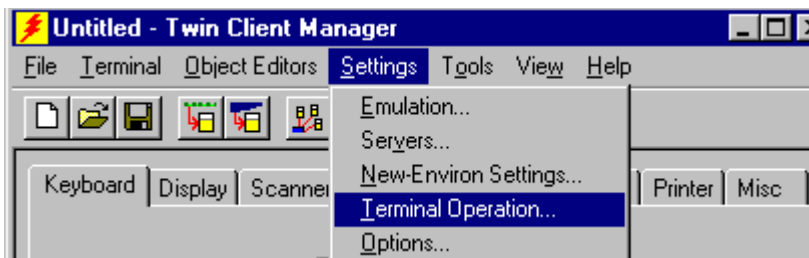 Untitled - Twin Client Manager
File Terminal Object Editors Settings Tools View Help
Emulation...
Servers...
New-Environ Settings...
Keyboard Display Scanner Printer Misc
Terminal Operation...
Options...